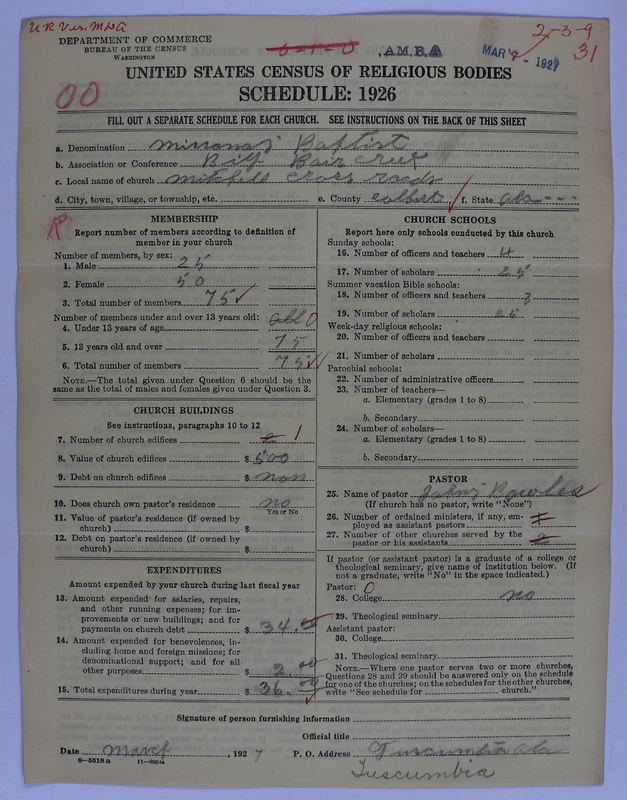 U.R. Ver. M.D.A.
DEPARTMENT OF COMMERCE
BUREAU OF THE CENSUS
WASHINGTON
0-1-0
A.M.B.A
MAR 7 - 1927
2-3-9
31
UNITED STATES CENSUS OF RELIGIOUS BODIES
SCHEDULE: 1926
00
FILL OUT A SEPARATE SCHEDULE FOR EACH CHURCH. SEE INSTRUCTIONS ON THE BACK OF THIS SHEET
a. Denomination Baptist
b. Association or Conference Creek
c. Local name of church Mitchell Cross Roads
d. City, town, village, or township, etc. e. County Colbert f. State Ala
R
MEMBERSHIP
Report number of members according to definition of
member in your church
Number of members, by sex:
1. Male 25
2. Female 50
3. Total number of members 75
Number of members under and over 13 years old:
4. Under 13 years of age 0
5. 13 years old and over 75
6. Total number of members 75
NOTE.—The total given under Question 6 should be
same as the total of males and females given under Question 3.
CHURCH BUILDINGS
See instructions, paragraphs 10 to 12
7. Number of church edifices 1
8. Value of church edifices $ 500
9. Debt on church edifices $ non
10. Does church own pastor's residence no
Yes or No
11. Value of pastor's residence (if owned by
church) $
12. Debt on pastor's residence (if owned by
church) $
EXPENDITURES
Amount expended by your church during last fiscal year
13. Amount expended for salaries, repairs,
and other running expenses; for im-
provements or new buildings; and for
payments on church debt $ 34.
14. Amount expended for benevolences, in-
cluding home and foreign missions; for
denominational support; and for all
other purposes $ 2.00
15. Total expenditures during year $ 36.00
CHURCH SCHOOLS
Report here only schools conducted by this church
Sunday schools:
16. Number of officers and teachers 4
17. Number of scholars 25
Summer vacation Bible schools:
18. Number of officers and teachers 3
19. Number of scholars 25
Week-day religious schools:
20. Number of officers and teachers
21. Number of scholars
Parochial schools:
22. Number of administrative officers
23. Number of teachers—
a. Elementary (grades 1 to 8)
b. Secondary
24. Number of scholars—
a. Elementary (grades 1 to 8)
b. Secondary
PASTOR
25. Name of pastor Bowles
(If church has no pastor, write "None")
26. Number of ordained ministers, if any, em-
ployed as assistant pastors
27. Number of other churches served by the
pastor or his assistants 2
If pastor (or assistant pastor) is a graduate of a college or
theological seminary, give name of institution below. (If
not a graduate, write "No" in the space indicated.)
Pastor: 0
28. College no
29. Theological seminary
Assistant pastor:
30. College
31. Theological seminary
NOTE.—Where one pastor serves two or more churches,
Questions 28 and 29 should be answered only on the schedule
for one of the churches; on the schedules for the other churches,
write "See schedule for church."
Signature of person furnishing information
Official title
Date March, 1927 P. O. Address Tuscumbia Ala
8-5518a 11-9054a
Tuscumbia